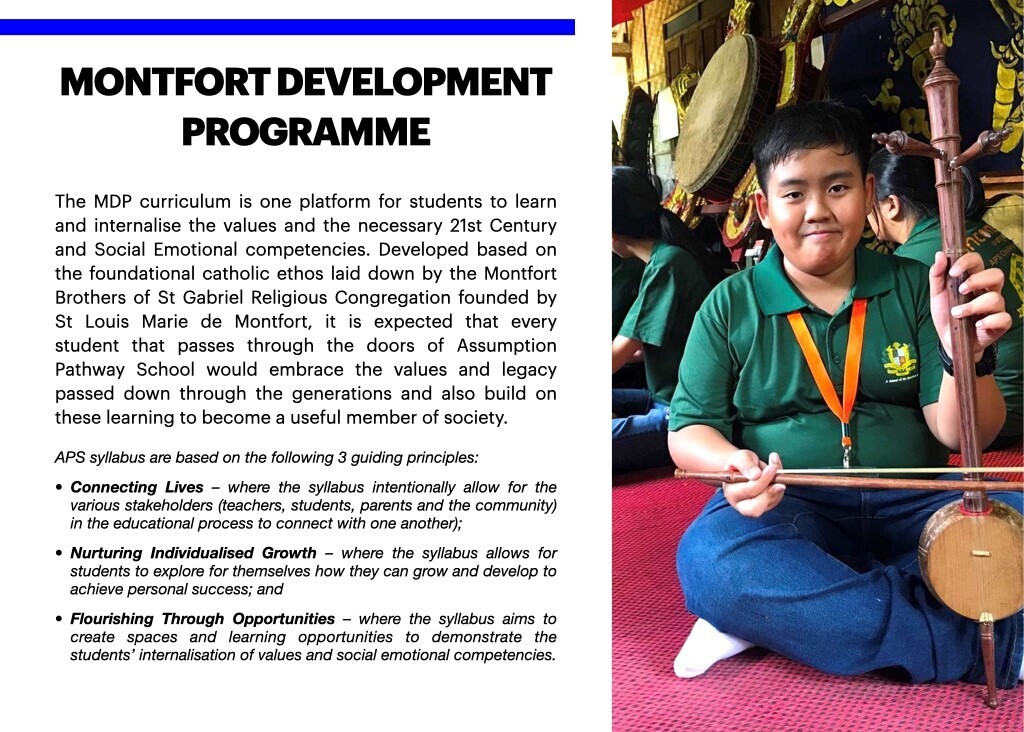 MONTFORT DEVELOPMENT
PROGRAMME
The MDP curriculum is one platform for students to learn
and internalise the values and the necessary 21st Century
and Social Emotional competencies. Developed based on
the foundational catholic ethos laid down by the Montfort
Brothers of St Gabriel Religious Congregation founded by
St Louis Marie de Montfort, it is expected that every
student that passes through the doors of Assumption
Pathway School would embrace the values and legacy
passed down through the generations and also build on
these learning to become a useful member of society.
APS syllabus are based on the following 3 guiding principles:
• Connecting Lives – where the syllabus intentionally allow for the
various stakeholders (teachers, students, parents and the community)
in the educational process to connect with one another);
• Nurturing Individualised Growth – where the syllabus allows for
students to explore for themselves how they can grow and develop to
achieve personal success; and
• Flourishing Through Opportunities – where the syllabus aims to
create spaces and learning opportunities to demonstrate the
students’ internalisation of values and social emotional competencies.